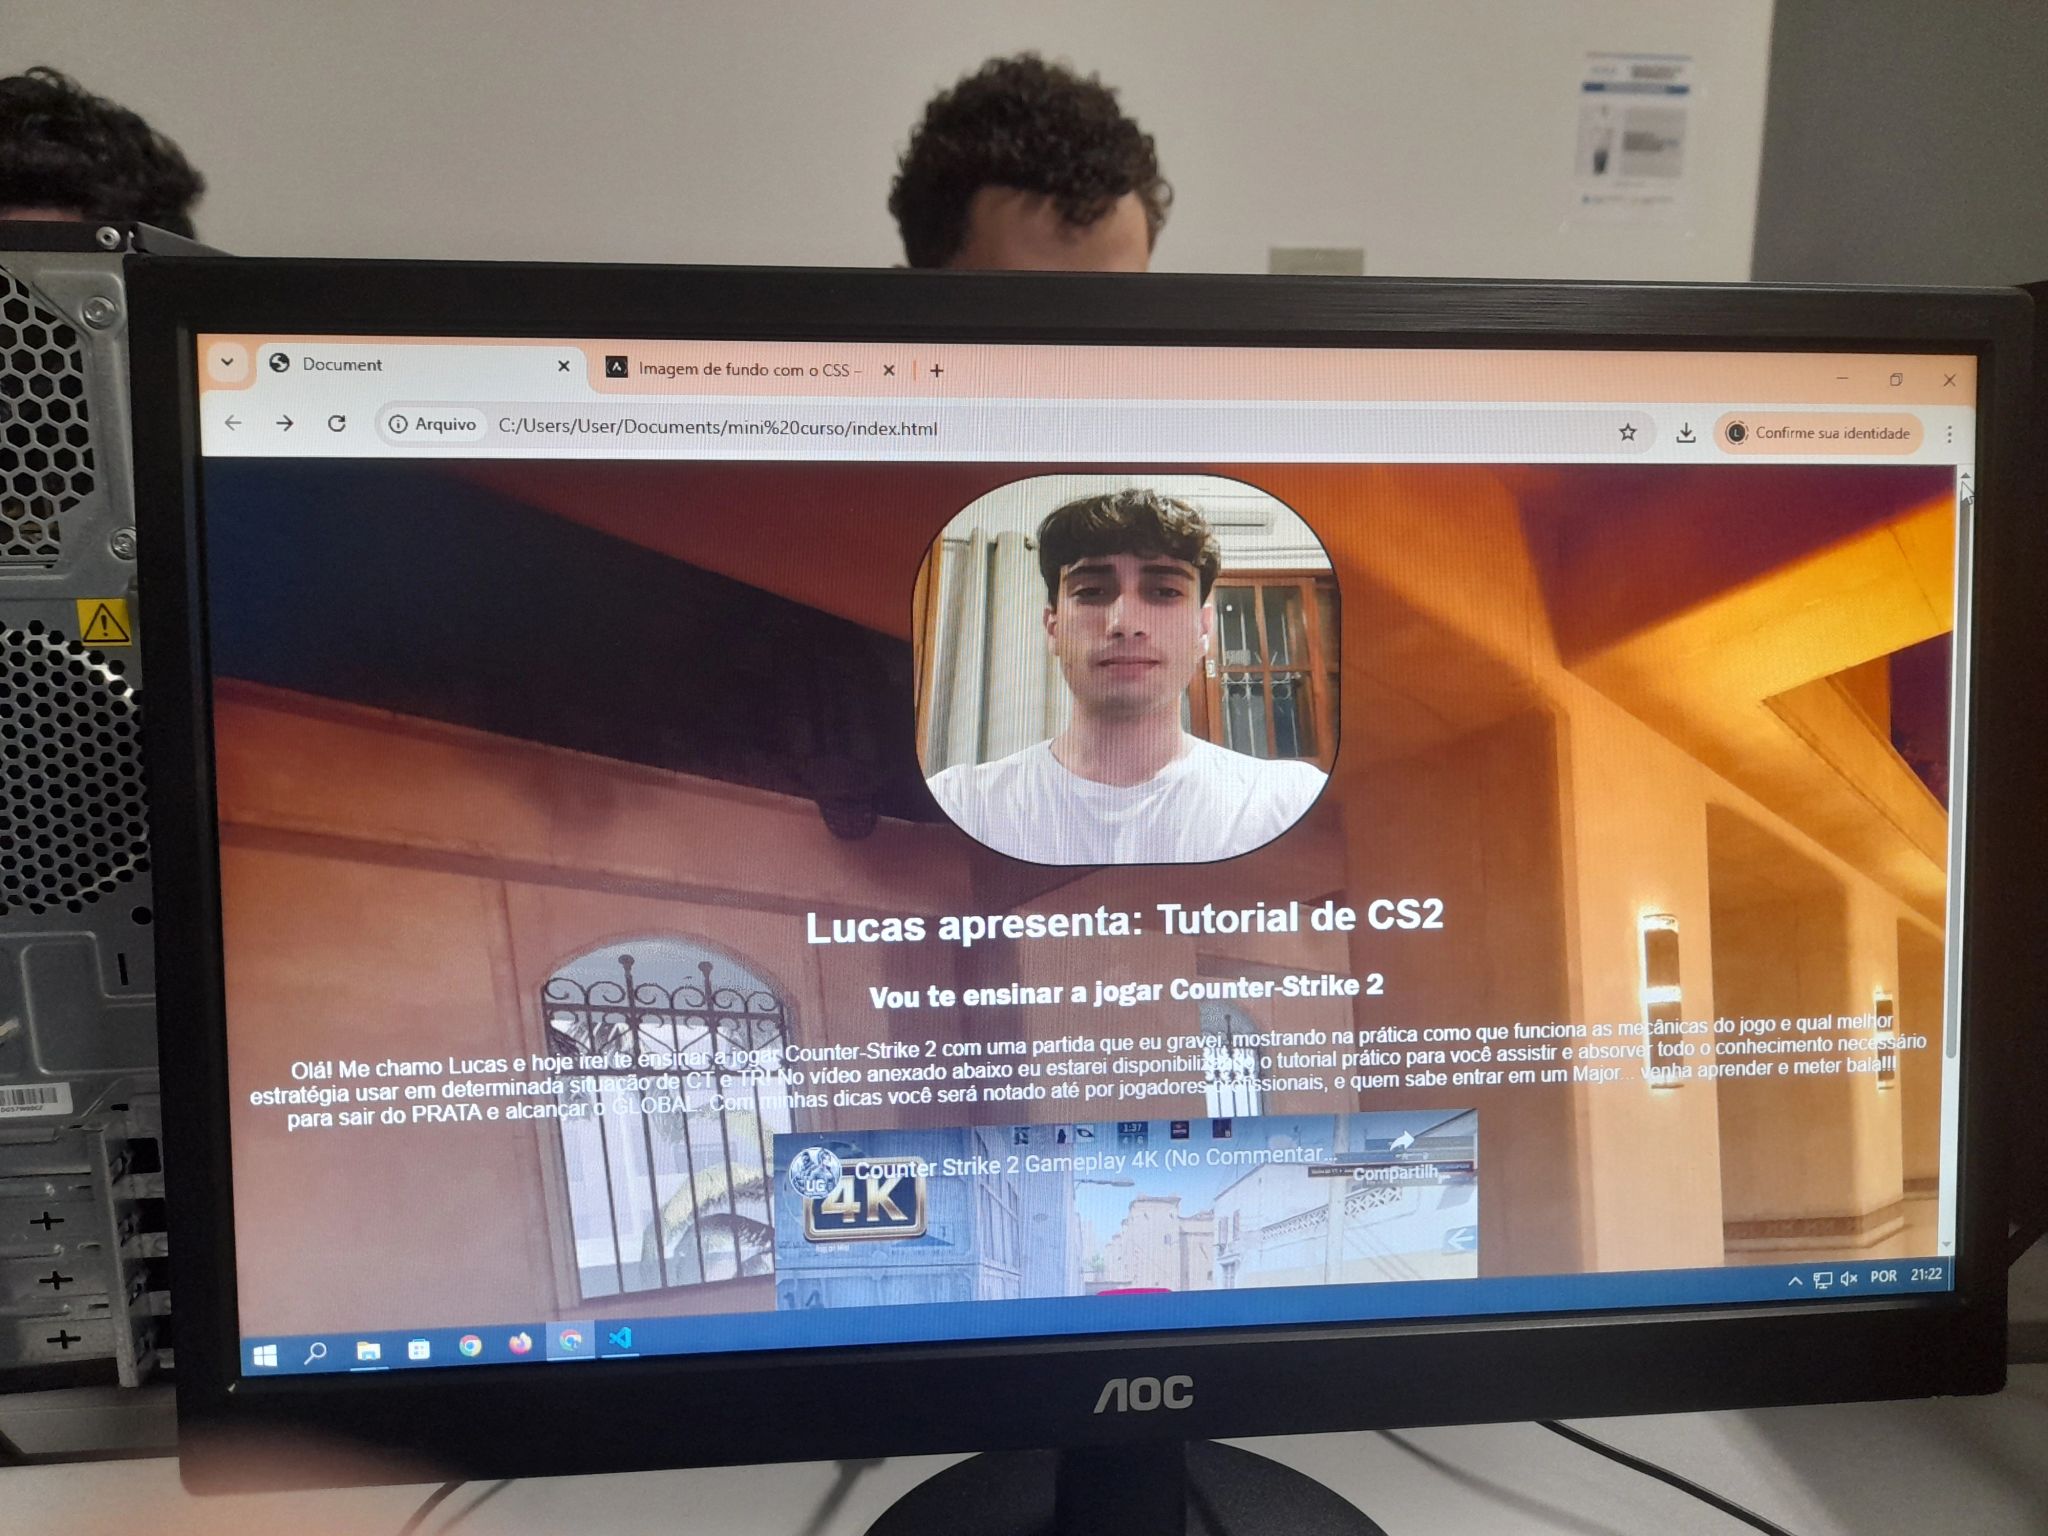 Document
Imagem de fundo com o CSS –
Arquivo
C:/Users/User/Documents/mini%20curso/index.html
Confirme sua identidade
Lucas apresenta: Tutorial de CS2
Vou te ensinar a jogar Counter-Strike 2
Olá! Me chamo Lucas e hoje irei te ensinar a jogar Counter-Strike 2 com uma partida que eu gravei, mostrando na prática como que funciona as mecânicas do jogo e qual melhor
estratégia usar em determinada situação de CT e TR! No vídeo anexado abaixo eu estarei disponibilizando o tutorial prático para você assistir e absorver todo o conhecimento necessário
para sair do PRATA e alcançar o GLOBAL. Com minhas dicas você será notado até por jogadores profissionais, e quem sabe entrar em um Major... venha aprender e meter bala!!!
1:37
UG
Counter Strike 2 Gameplay 4K (No Commentar...
Compartilh...
4K
14
POR
21:22
AOC